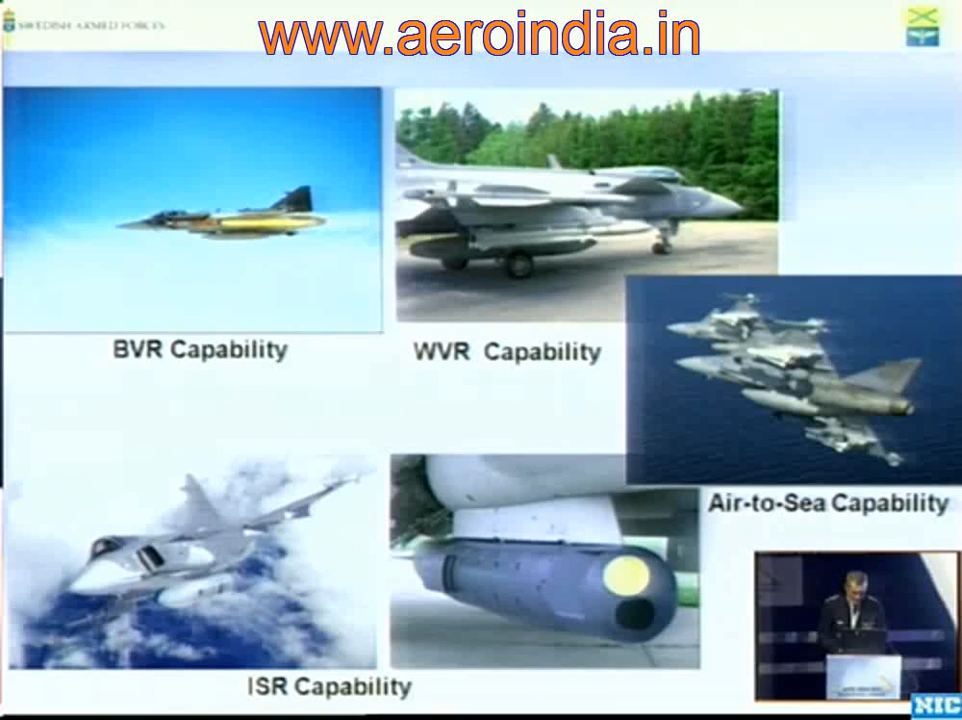 SWEDISH ARMED FORCES
www.aeroindia.in
BVR Capability
WVR Capability
Air-to-Sea Capability
ISR Capability
NIC